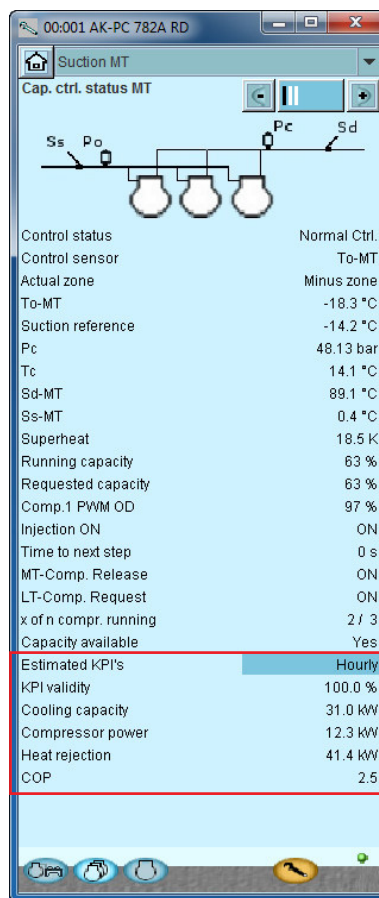 00:001 AK-PC 782A RD
Suction MT
Cap. ctrl. status MT
Ss Po Pc Sd
Control status Normal Ctrl.
Control sensor To-MT
Actual zone Minus zone
To-MT -18.3 °C
Suction reference -14.2 °C
Pc 48.13 bar
Tc 14.1 °C
Sd-MT 89.1 °C
Ss-MT 0.4 °C
Superheat 18.5 K
Running capacity 63 %
Requested capacity 63 %
Comp.1 PWM OD 97 %
Injection ON ON
Time to next step 0 s
MT-Comp. Release ON
LT-Comp. Request ON
x of n compr. running 2 / 3
Capacity available Yes
Estimated KPI's Hourly
KPI validity 100.0 %
Cooling capacity 31.0 kW
Compressor power 12.3 kW
Heat rejection 41.4 kW
COP 2.5